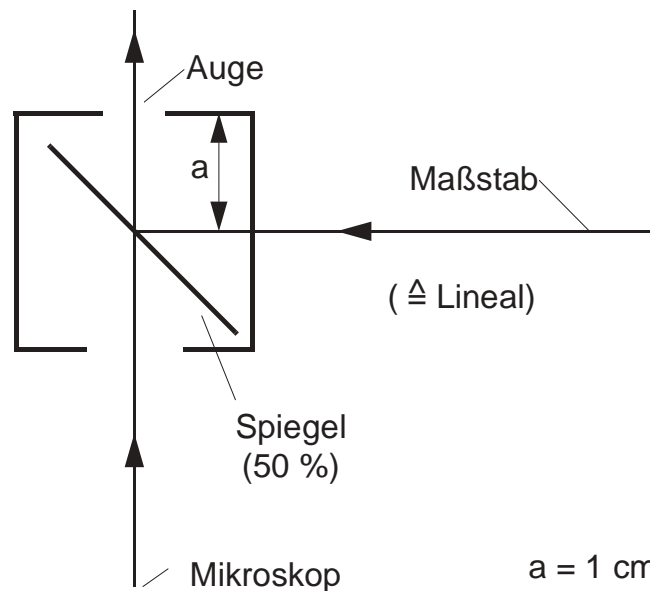 Auge
a
Maßstab
( ≙ Lineal)
Spiegel
(50 %)
Mikroskop
a = 1 cm